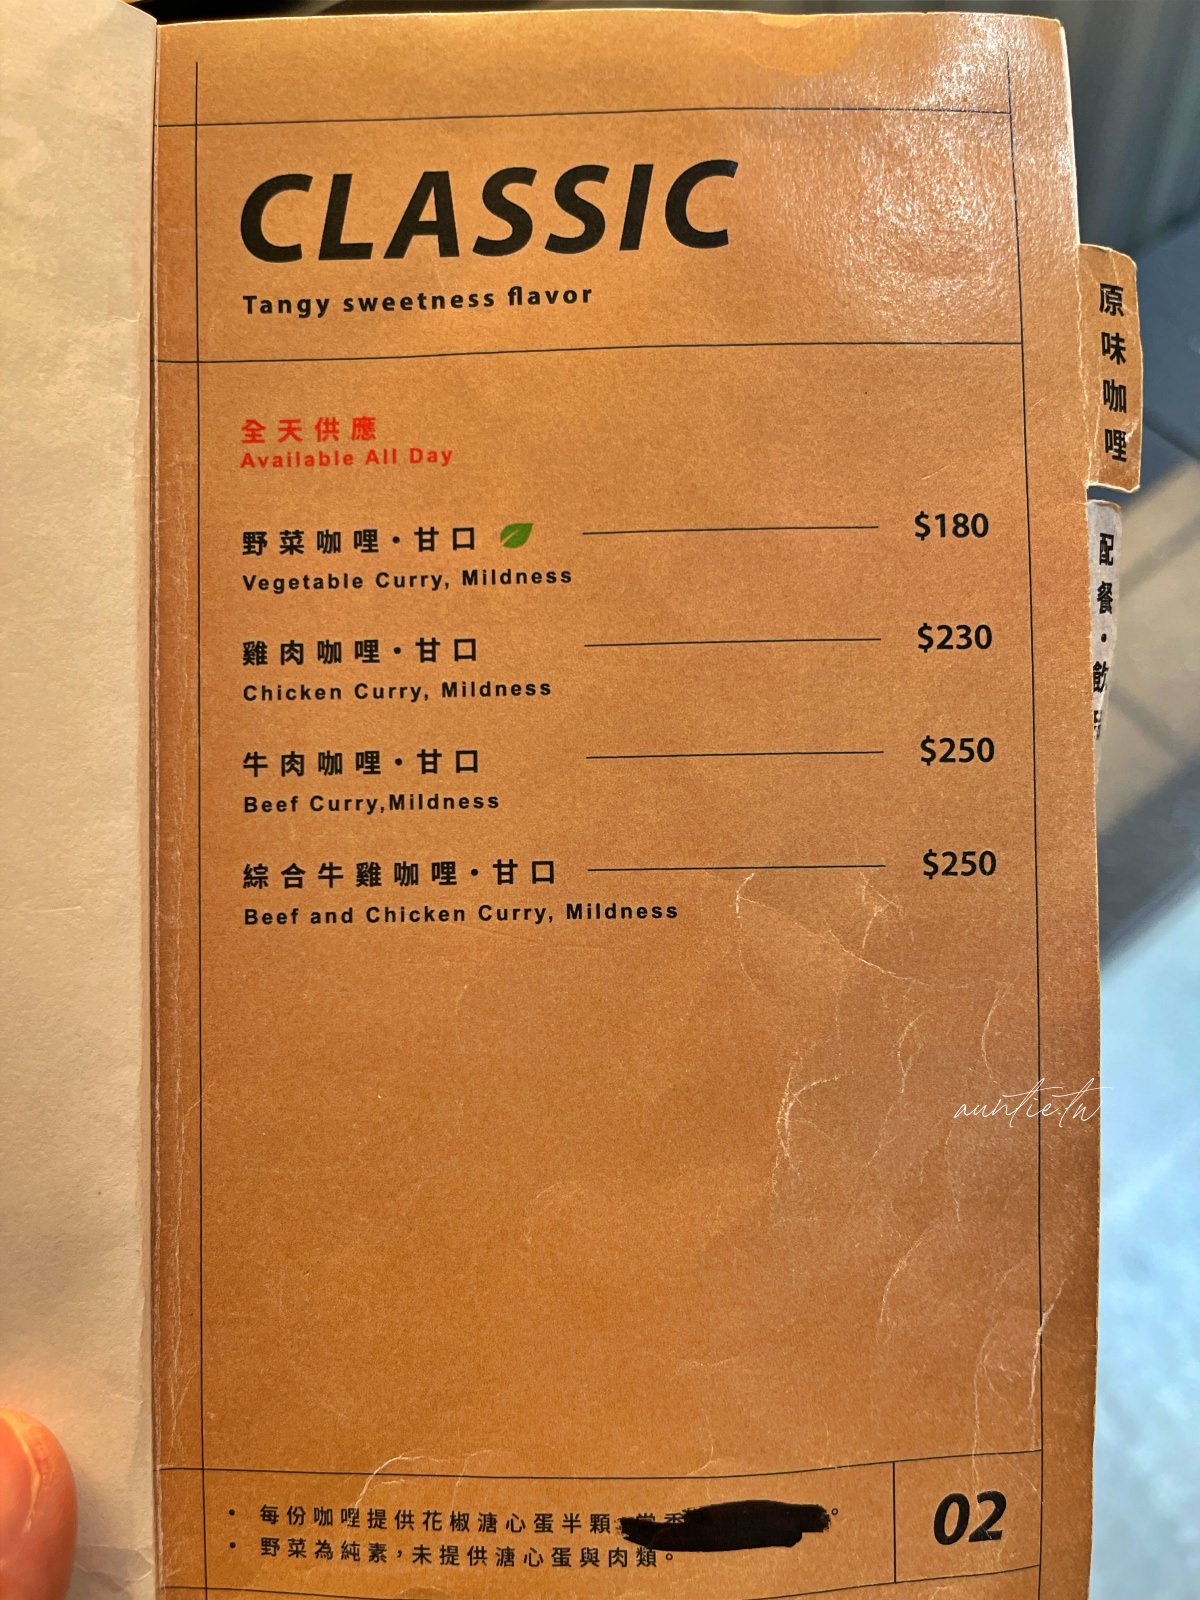 CLASSIC
Tangy sweetness flavor
全天供應
Available All Day
野菜咖哩・甘口 $180
Vegetable Curry, Mildness
雞肉咖哩・甘口 $230
Chicken Curry, Mildness
牛肉咖哩・甘口 $250
Beef Curry,Mildness
綜合牛雞咖哩・甘口 $250
Beef and Chicken Curry, Mildness
• 每份咖哩提供花椒溏心蛋半顆
• 野菜為純素，未提供溏心蛋與肉類。
02
原味咖哩
配餐・飲
auntie.tw